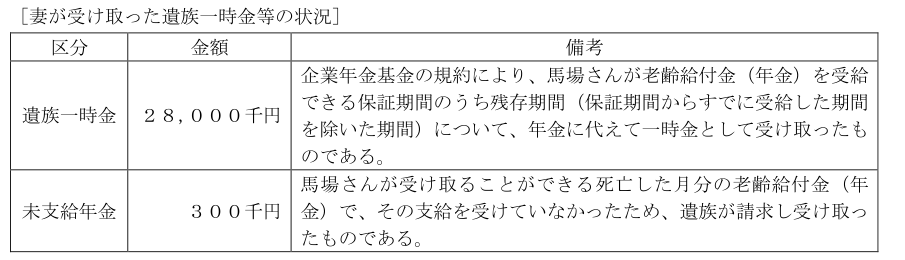 [妻が受け取った遺族一時金等の状況]
区分 金額 備考
遺族一時金 ２８,０００千円 企業年金基金の規約により、馬場さんが老齢給付金（年金）を受給
できる保証期間のうち残存期間（保証期間からすでに受給した期間
を除いた期間）について、年金に代えて一時金として受け取ったも
のである。
未支給年金 ３００千円 馬場さんが受け取ることができる死亡した月分の老齢給付金（年
金）で、その支給を受けていなかったため、遺族が請求し受け取っ
たものである。